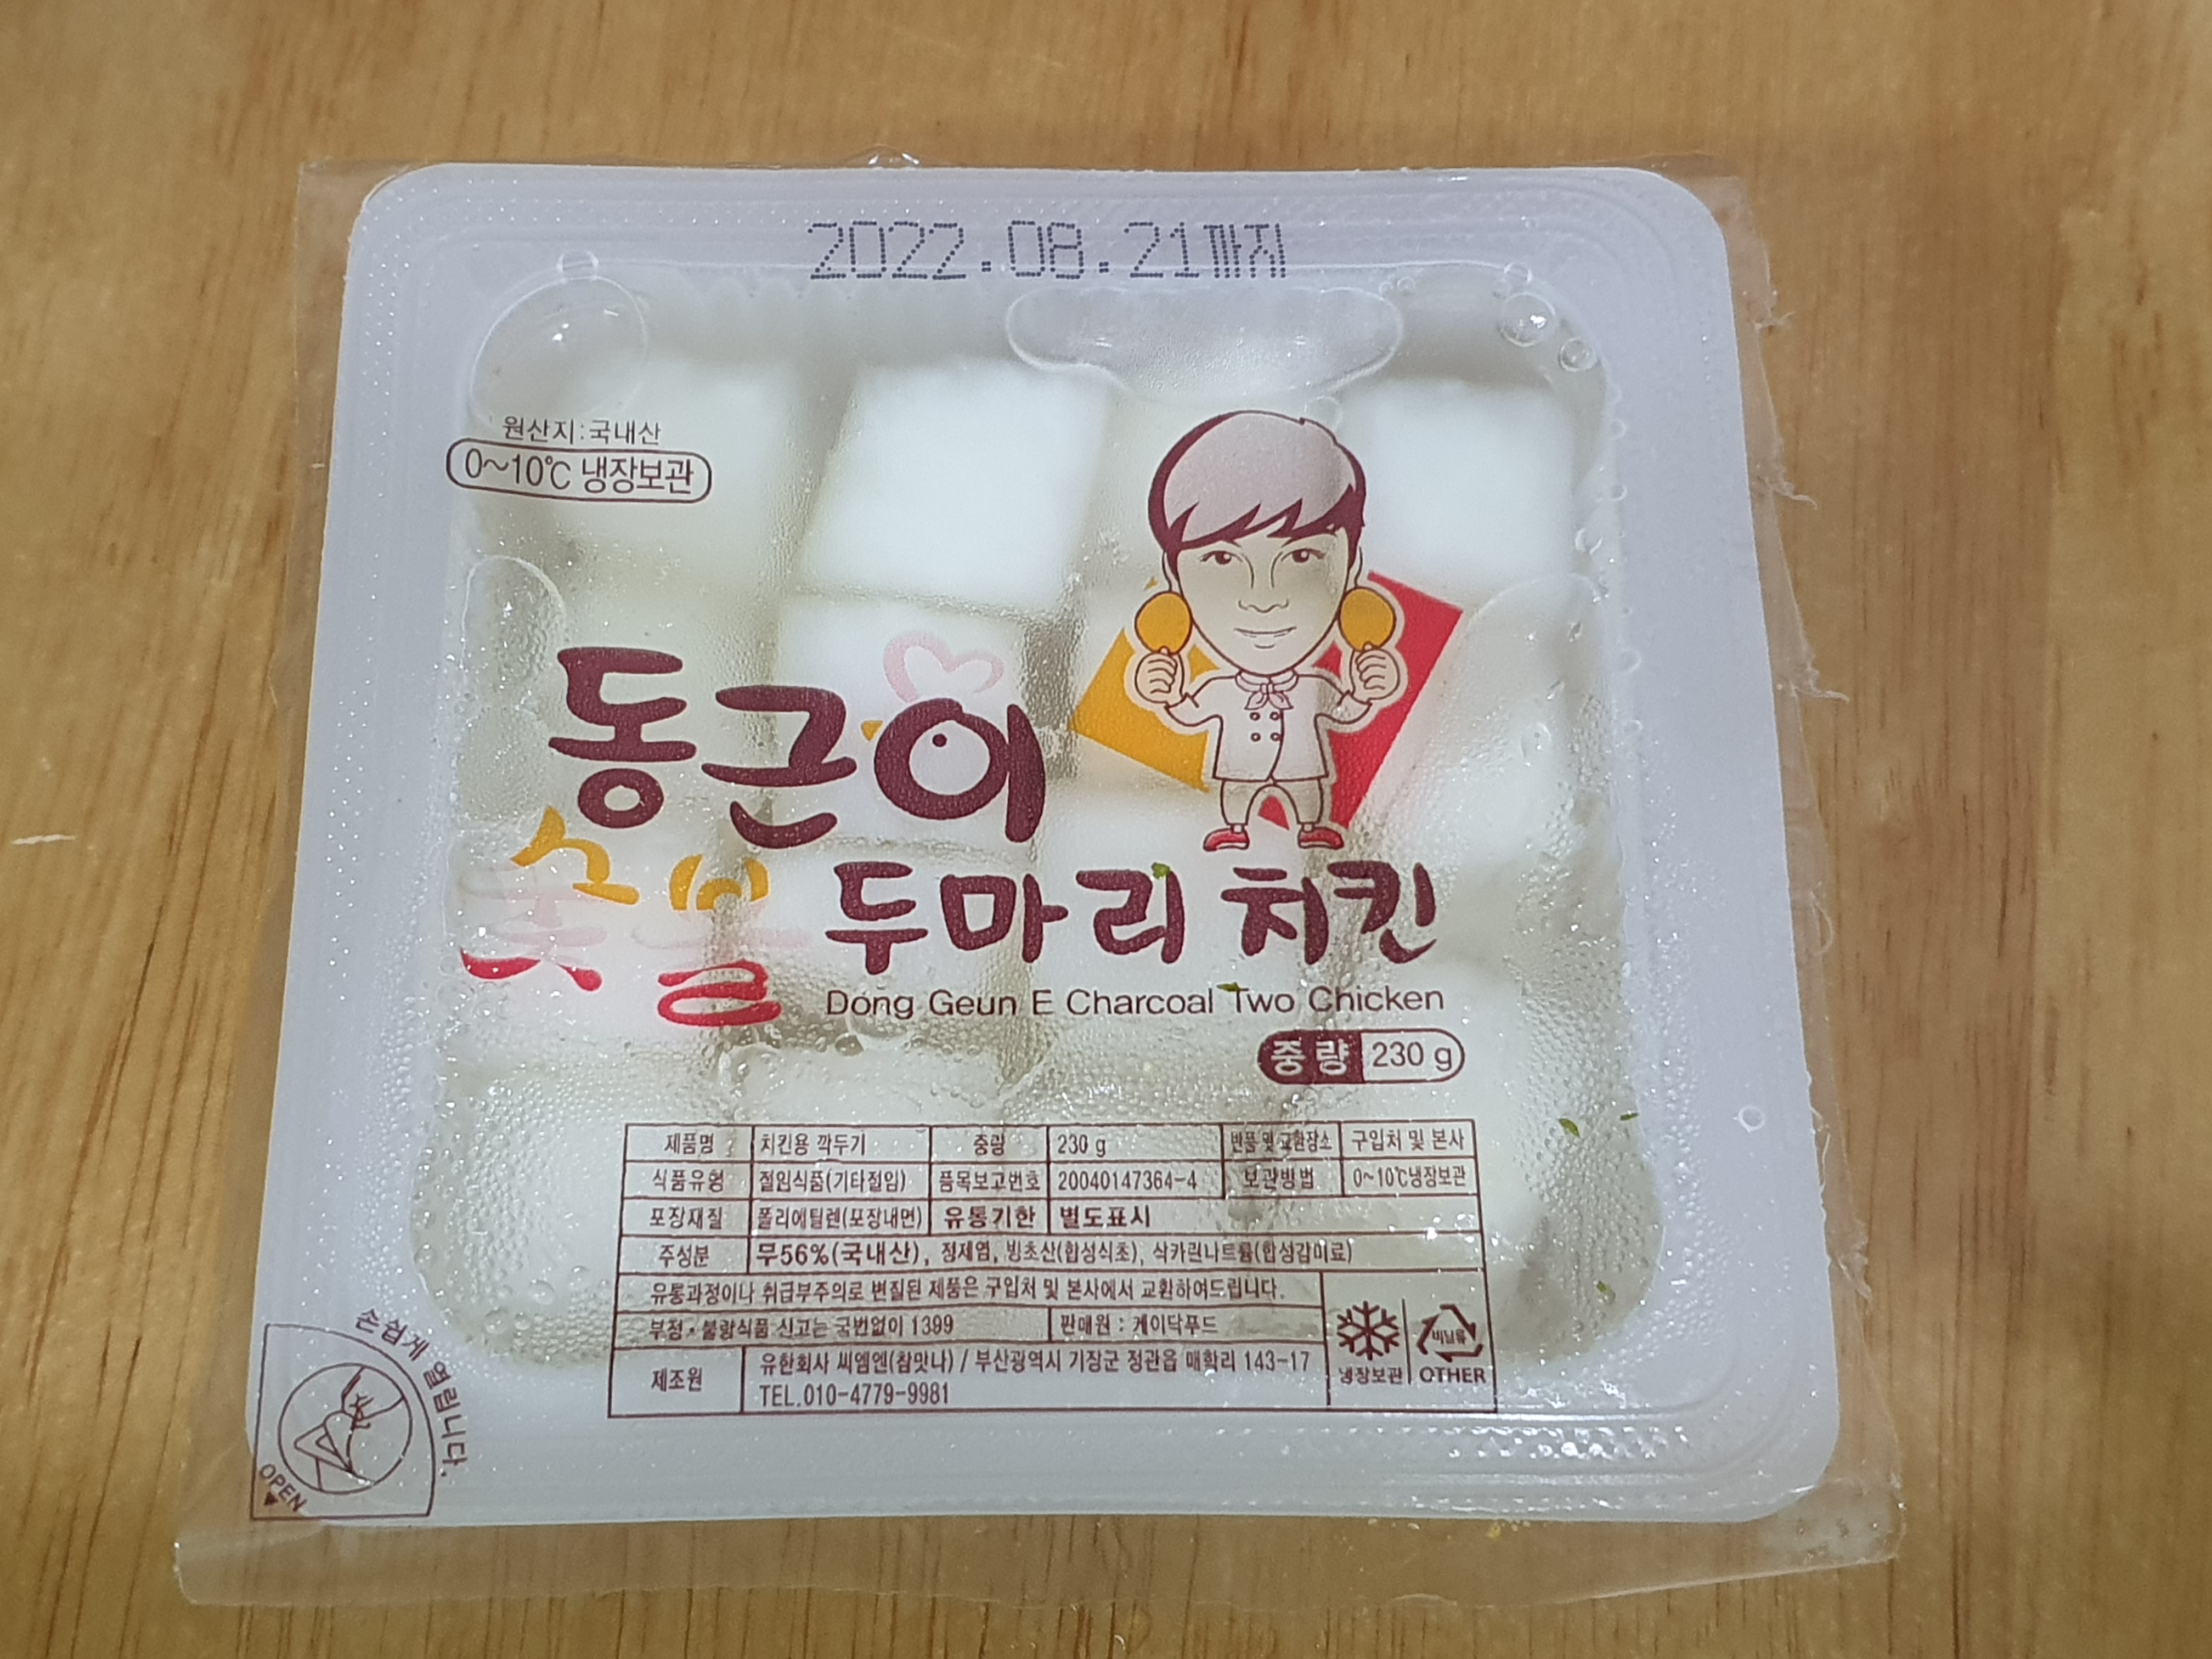 2022.08.21까지
원산지:국내산
0~10℃ 냉장보관
동근이
숯불 두마리 치킨
Dong Geun E Charcoal Two Chicken
중량 230 g
제품명 치킨용 깍두기 중량 230 g 반품 및 교환장소 구입처 및 본사
식품유형 절임식품(기타절임) 품목보고번호 20040147364-4 보관방법 0~10℃냉장보관
포장재질 폴리에틸렌(포장내면) 유통기한 별도표시
주성분 무56%(국내산), 정제염, 빙초산(합성식초), 삭카린나트륨(합성감미료)
유통과정이나 취급부주의로 변질된 제품은 구입처 및 본사에서 교환하여드립니다.
부정·불량식품 신고는 국번없이 1399 판매원 : 케이닥푸드
제조원 유한회사 씨엠엔(참맛나) / 부산광역시 기장군 정관읍 매학리 143-17
TEL.010-4779-9981
비닐류
냉장보관 OTHER
손쉽게 열립니다.
OPEN